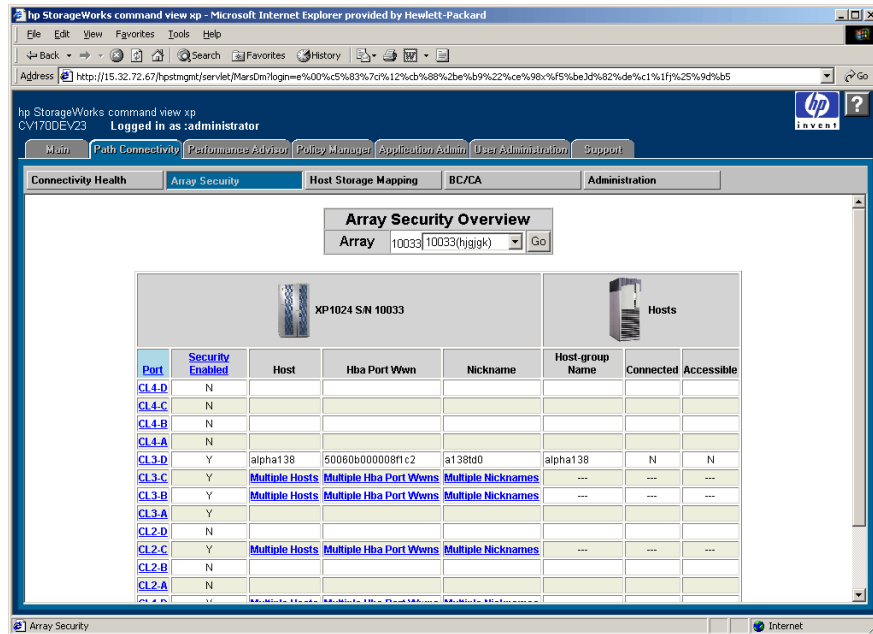 hp StorageWorks command view xp - Microsoft Internet Explorer provided by Hewlett-Packard
File Edit View Favorites Tools Help
Back Search Favorites History
Address http://15.32.72.67/hpstmgmt/servlet/MarsDm?login=e%00%c5%83%7ci%12%cb%88%2be%b9%22%ce%98x%f5%beJd%82%de%c1%1fj%25%9d%b5 Go
hp StorageWorks command view xp
CV170DEV23 Logged in as :administrator
hp invent ?
Main Path Connectivity Performance Advisor Policy Manager Application Admin User Administration Support
Connectivity Health Array Security Host Storage Mapping BC/CA Administration
Array Security Overview
Array 10033 10033(hjgjgk) Go
XP1024 S/N 10033 Hosts
Port Security Enabled Host Hba Port Wwn Nickname Host-group Name Connected Accessible
CL4-D N
CL4-C N
CL4-B N
CL4-A N
CL3-D Y alpha138 50060b000008f1c2 a138td0 alpha138 N N
CL3-C Y Multiple Hosts Multiple Hba Port Wwns Multiple Nicknames --- --- ---
CL3-B Y Multiple Hosts Multiple Hba Port Wwns Multiple Nicknames --- --- ---
CL3-A Y
CL2-D N
CL2-C Y Multiple Hosts Multiple Hba Port Wwns Multiple Nicknames --- --- ---
CL2-B N
CL2-A N
Array Security Internet